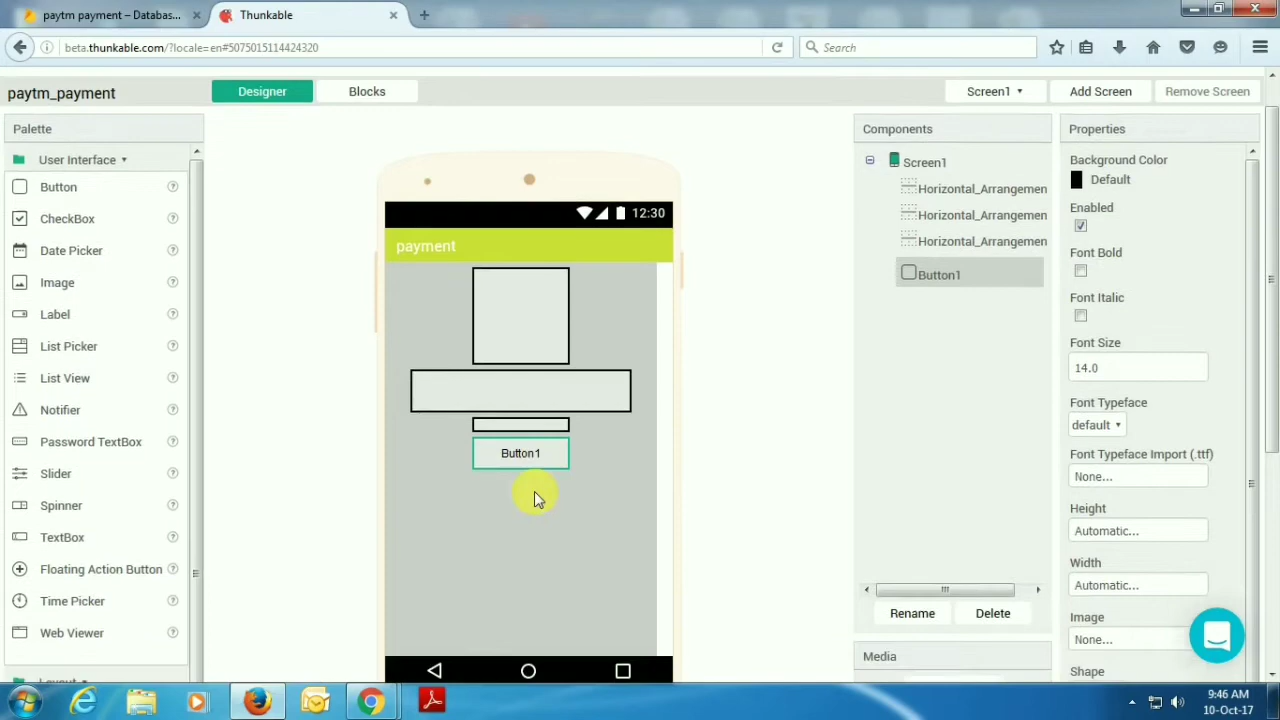 paytm payment – Databas...
Thunkable
beta.thunkable.com/?locale=en#5075015114424320
Search
paytm_payment
Designer
Blocks
Screen1
Add Screen
Remove Screen
Palette
User Interface
Button
CheckBox
Date Picker
Image
Label
List Picker
List View
Notifier
Password TextBox
Slider
Spinner
TextBox
Floating Action Button
Time Picker
Web Viewer
12:30
payment
Button1
Components
Screen1
Horizontal_Arrangemen
Horizontal_Arrangemen
Horizontal_Arrangemen
Button1
Rename
Delete
Media
Properties
Background Color
Default
Enabled
Font Bold
Font Italic
Font Size
14.0
Font Typeface
default
Font Typeface Import (.ttf)
None...
Height
Automatic...
Width
Automatic...
Image
None...
Shape
9:46 AM
10-Oct-17